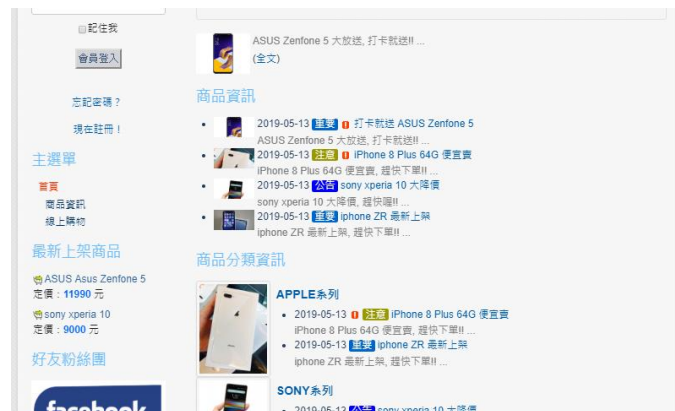 記住我
會員登入
忘記密碼？
現在註冊！
主選單
首頁
商品資訊
線上購物
最新上架商品
ASUS Asus Zenfone 5
定價：11990 元
sony xperia 10
定價：9000 元
好友粉絲團
facebook
ASUS Zenfone 5 大放送, 打卡就送!! ...
(全文)
商品資訊
2019-05-13 重要 打卡就送 ASUS Zenfone 5
ASUS Zenfone 5 大放送, 打卡就送!! ...
2019-05-13 注意 iPhone 8 Plus 64G 便宜賣
iPhone 8 Plus 64G 便宜賣, 趕快下單!! ...
2019-05-13 公告 sony xperia 10 大降價
sony xperia 10 大降價, 趕快喔!! ...
2019-05-13 重要 iphone ZR 最新上架
iphone ZR 最新上架, 趕快下單!! ...
商品分類資訊
APPLE系列
2019-05-13 注意 iPhone 8 Plus 64G 便宜賣
iPhone 8 Plus 64G 便宜賣, 趕快下單!! ...
2019-05-13 重要 iphone ZR 最新上架
iphone ZR 最新上架, 趕快下單!! ...
SONY系列
2019-05-13 公告 sony xperia 10 大降價